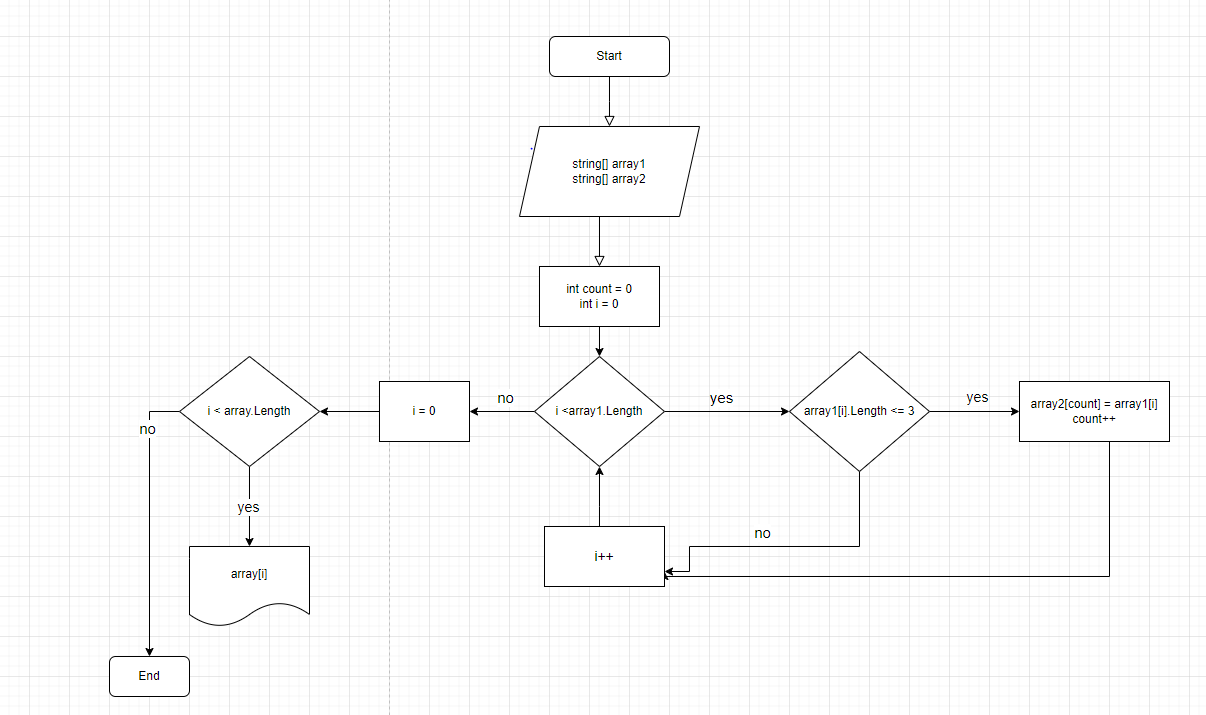 Start
string[] array1
string[] array2
int count = 0
int i = 0
i < array.Length
no
i = 0
no
i <array1.Length
yes
array1[i].Length <= 3
yes
array2[count] = array1[i]
count++
yes
no
i++
array[i]
End